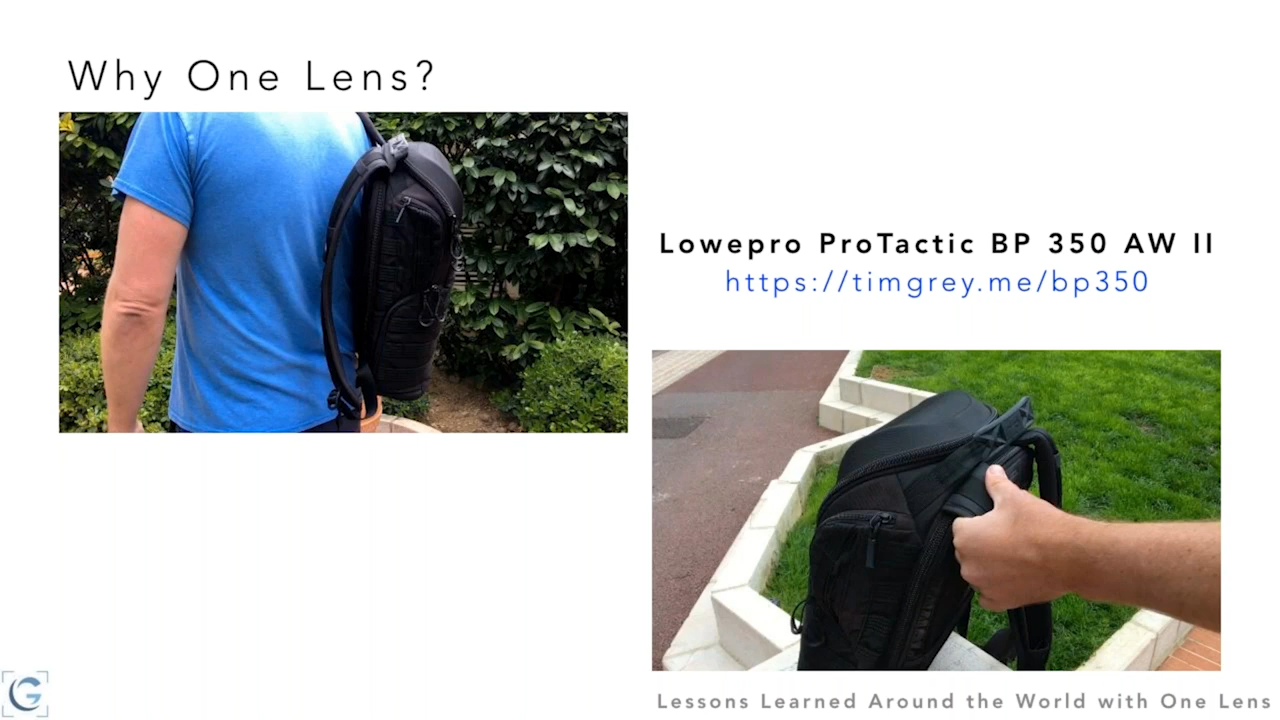 Why One Lens?
Lowepro ProTactic BP 350 AW II
https://timgrey.me/bp350
Lessons Learned Around the World with One Lens